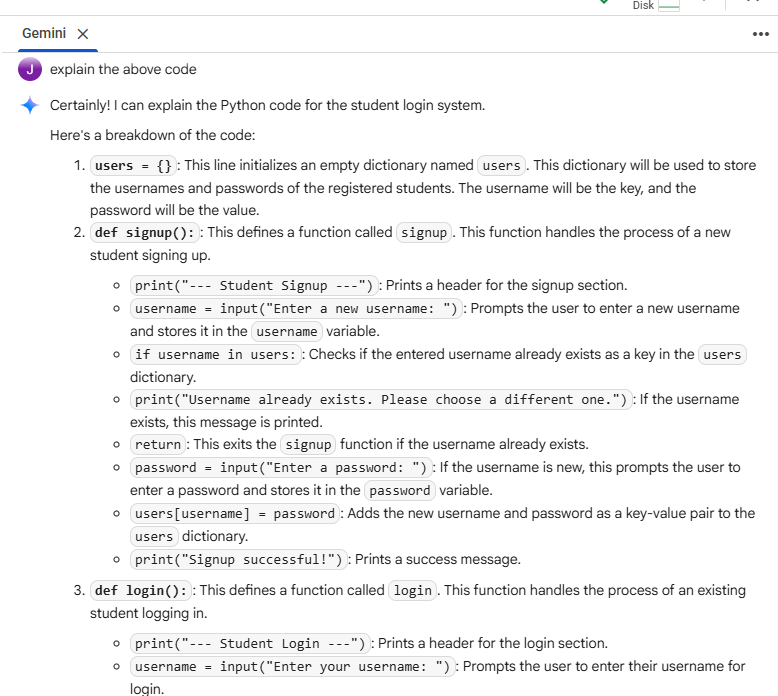 Disk
Gemini
J explain the above code
Certainly! I can explain the Python code for the student login system.
Here's a breakdown of the code:
1. users = {}: This line initializes an empty dictionary named users. This dictionary will be used to store
the usernames and passwords of the registered students. The username will be the key, and the
password will be the value.
2. def signup():: This defines a function called signup. This function handles the process of a new
student signing up.
print("--- Student Signup ---"): Prints a header for the signup section.
username = input("Enter a new username: "): Prompts the user to enter a new username
and stores it in the username variable.
if username in users:: Checks if the entered username already exists as a key in the users
dictionary.
print("Username already exists. Please choose a different one."): If the username
exists, this message is printed.
return: This exits the signup function if the username already exists.
password = input("Enter a password: "): If the username is new, this prompts the user to
enter a password and stores it in the password variable.
users[username] = password: Adds the new username and password as a key-value pair to the
users dictionary.
print("Signup successful!"): Prints a success message.
3. def login():: This defines a function called login. This function handles the process of an existing
student logging in.
print("--- Student Login ---"): Prints a header for the login section.
username = input("Enter your username: "): Prompts the user to enter their username for
login.